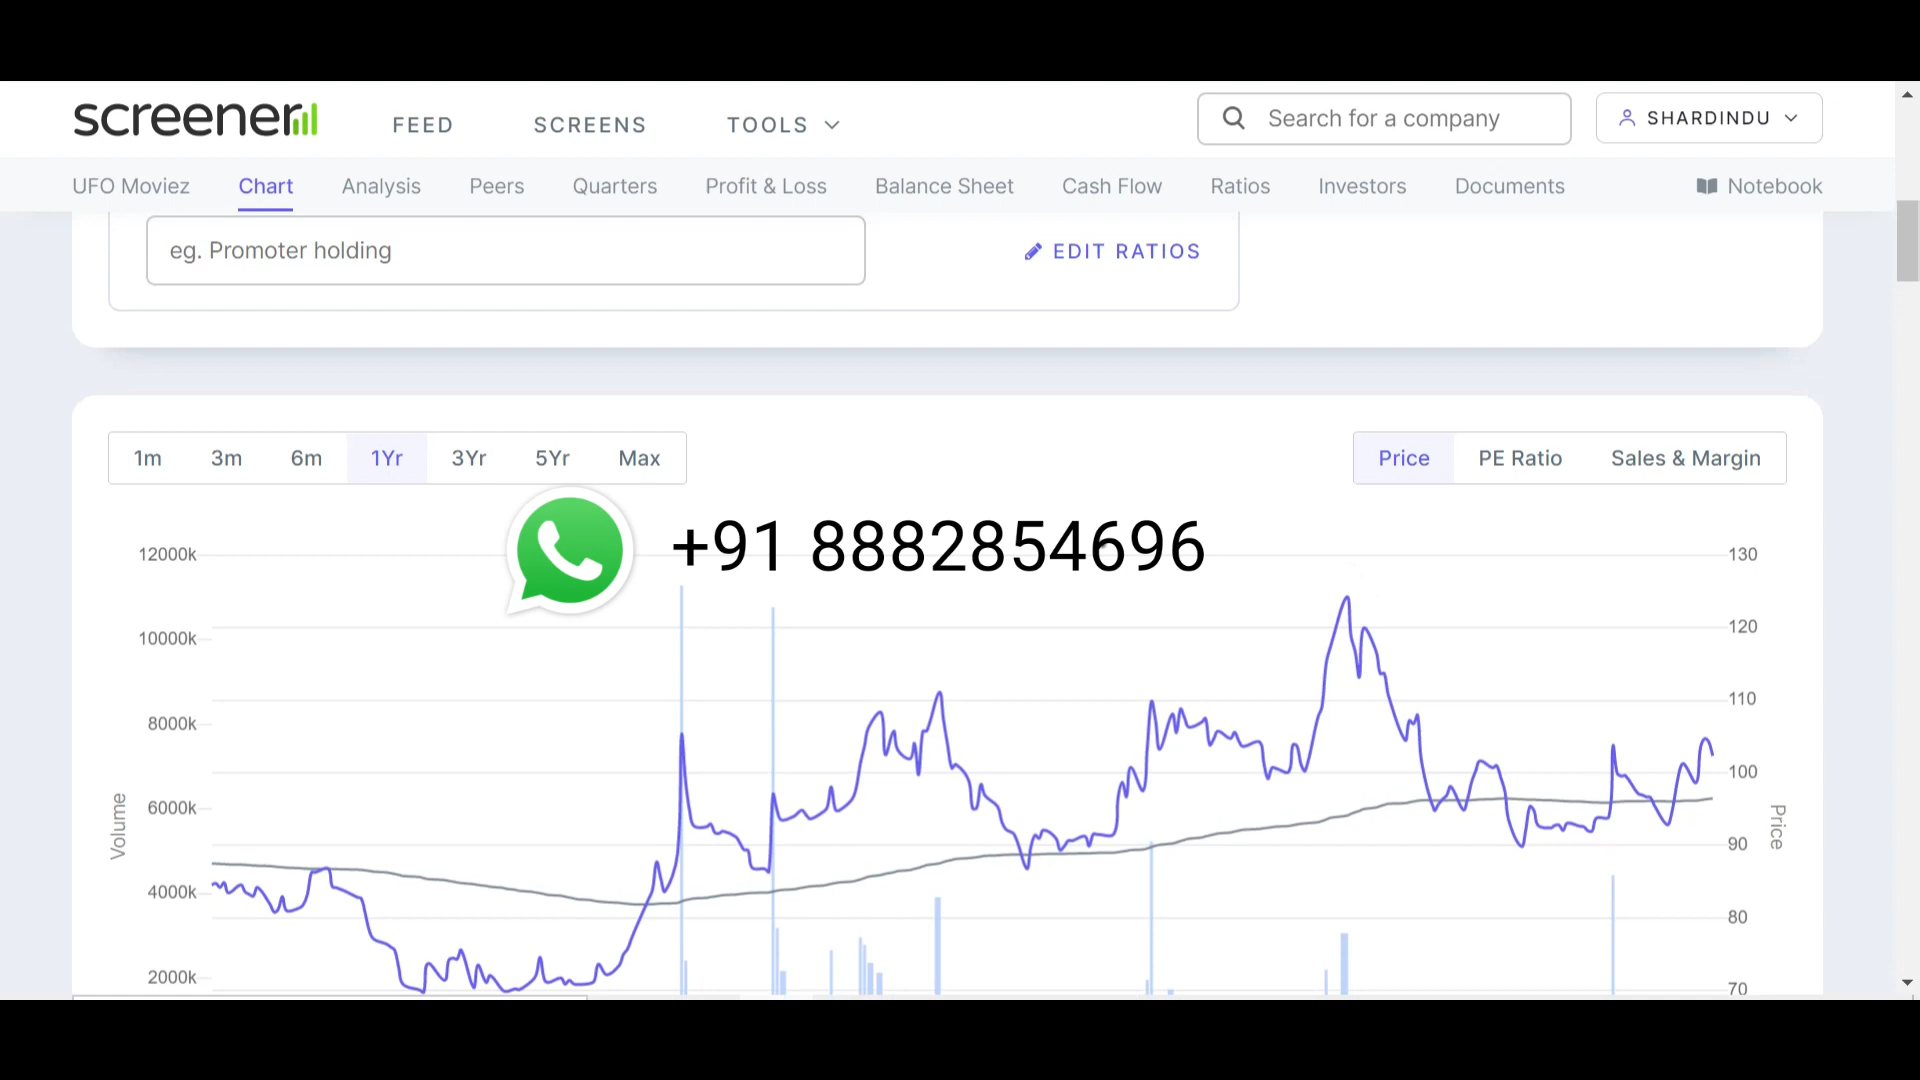 screener
FEED SCREENS TOOLS
Search for a company
SHARDINDU
UFO Moviez Chart Analysis Peers Quarters Profit & Loss Balance Sheet Cash Flow Ratios Investors Documents Notebook
eg. Promoter holding
EDIT RATIOS
1m 3m 6m 1Yr 3Yr 5Yr Max
Price PE Ratio Sales & Margin
+91 8882854696
12000k 130
120
10000k
110
8000k
100
6000k
Volume
Price
90
4000k
80
2000k
70